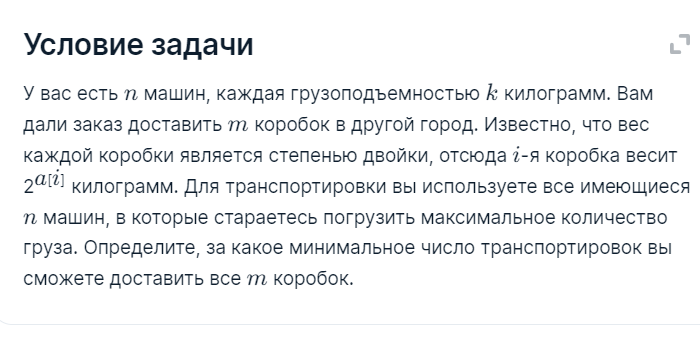 Условие задачи
У вас есть n машин, каждая грузоподъемностью k килограмм. Вам
дали заказ доставить m коробок в другой город. Известно, что вес
каждой коробки является степенью двойки, отсюда i-я коробка весит
2^a[i] килограмм. Для транспортировки вы используете все имеющиеся
n машин, в которые стараетесь погрузить максимальное количество
груза. Определите, за какое минимальное число транспортировок вы
сможете доставить все m коробок.